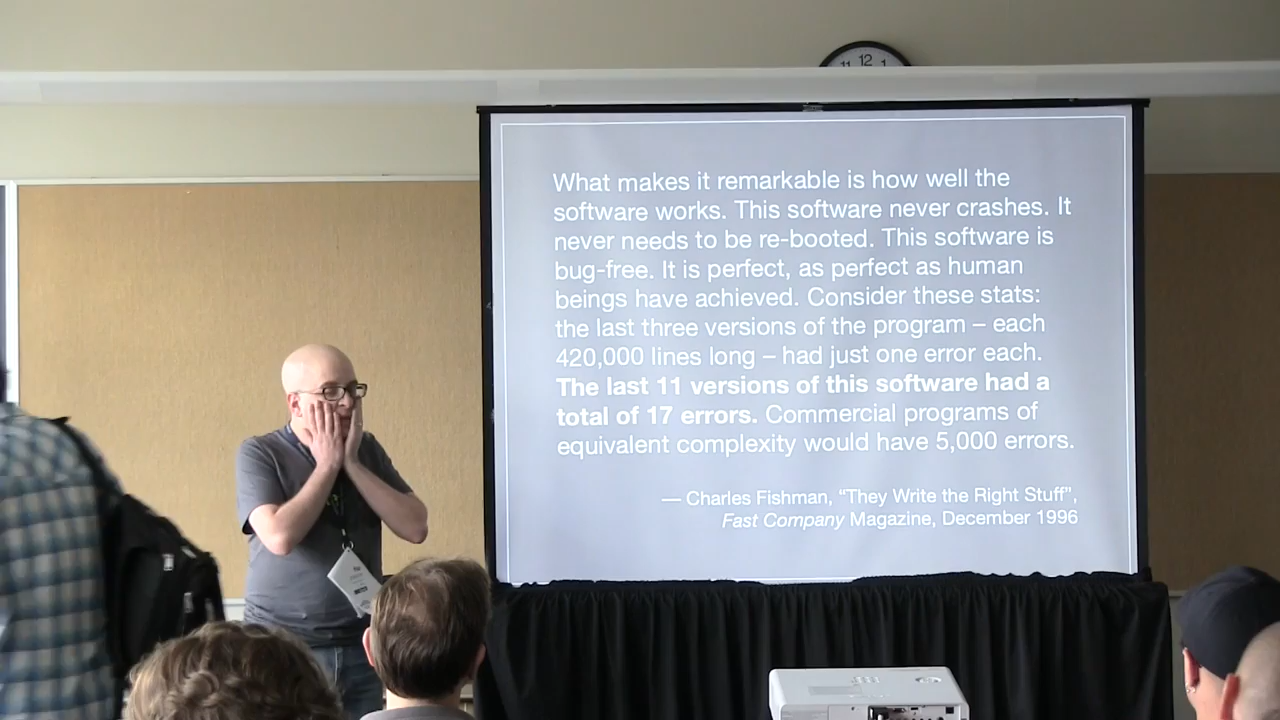 11 12 1
What makes it remarkable is how well the
software works. This software never crashes. It
never needs to be re-booted. This software is
bug-free. It is perfect, as perfect as human
beings have achieved. Consider these stats:
the last three versions of the program – each
420,000 lines long – had just one error each.
The last 11 versions of this software had a
total of 17 errors. Commercial programs of
equivalent complexity would have 5,000 errors.
— Charles Fishman, “They Write the Right Stuff”,
Fast Company Magazine, December 1996